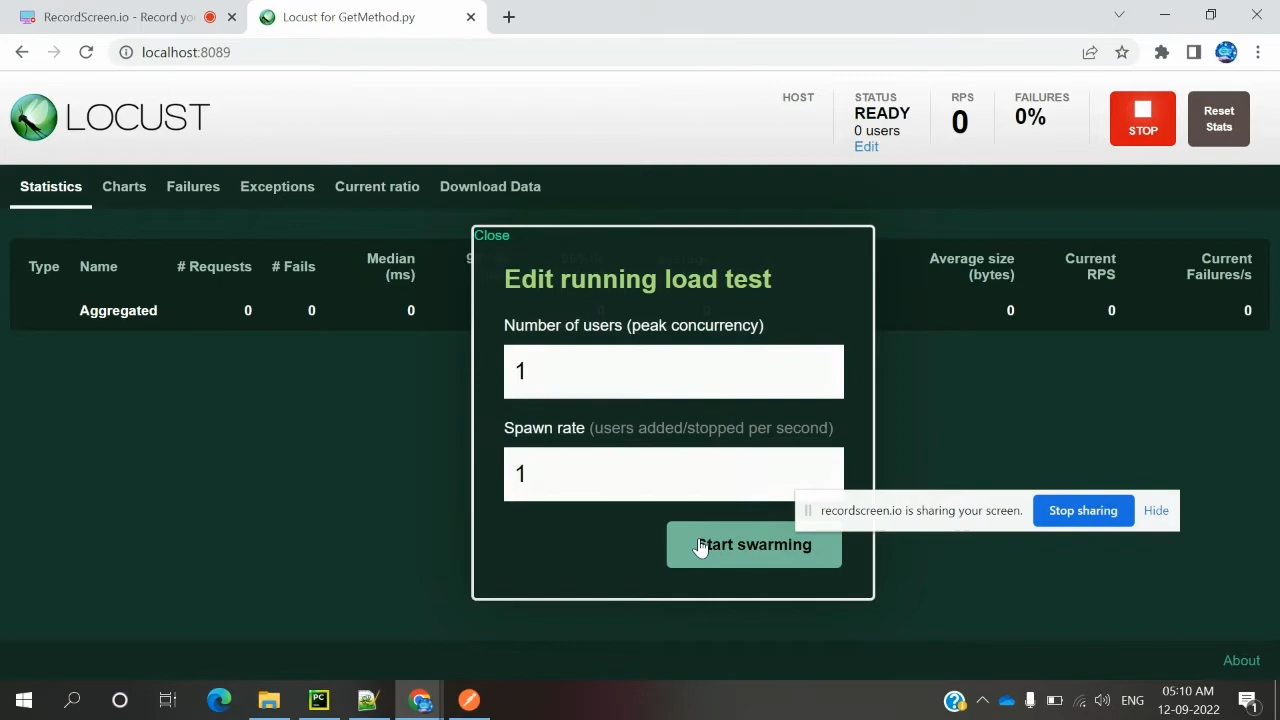 RecordScreen.io - Record yo
Locust for GetMethod.py
localhost:8089
LOCUST
HOST
STATUS
READY
0 users
Edit
RPS
0
FAILURES
0%
STOP
Reset
Stats
Statistics
Charts
Failures
Exceptions
Current ratio
Download Data
Close
Edit running load test
Number of users (peak concurrency)
1
Spawn rate (users added/stopped per second)
1
Start swarming
recordscreen.io is sharing your screen.
Stop sharing
Hide
Type
Name
# Requests
# Fails
Median
(ms)
Average size
(bytes)
Current
RPS
Current
Failures/s
Aggregated
0
0
0
0
0
0
About
PC
ENG
05:10 AM
12-09-2022
1